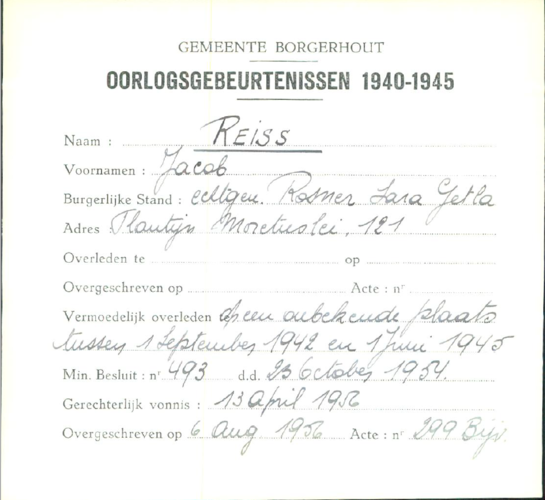 GEMEENTE BORGERHOUT
OORLOGSGEBEURTENISSEN 1940-1945
Naam : REISS
Voornamen : Jacob
Burgerlijke Stand : echtgen. Rosner Sara Getla
Adres Plantijn Moretuslei, 121
Overleden te op
Overgeschreven op Acte : nr
Vermoedelijk overleden op een onbekende plaats
tussen 1 September 1942 en 1 Juni 1945
Min. Besluit : nr 493 d.d. 23 October 1954.
Gerechterlijk vonnis : 13 april 1956
Overgeschreven op 6 Aug. 1956 Acte : nr 299 Bijv.